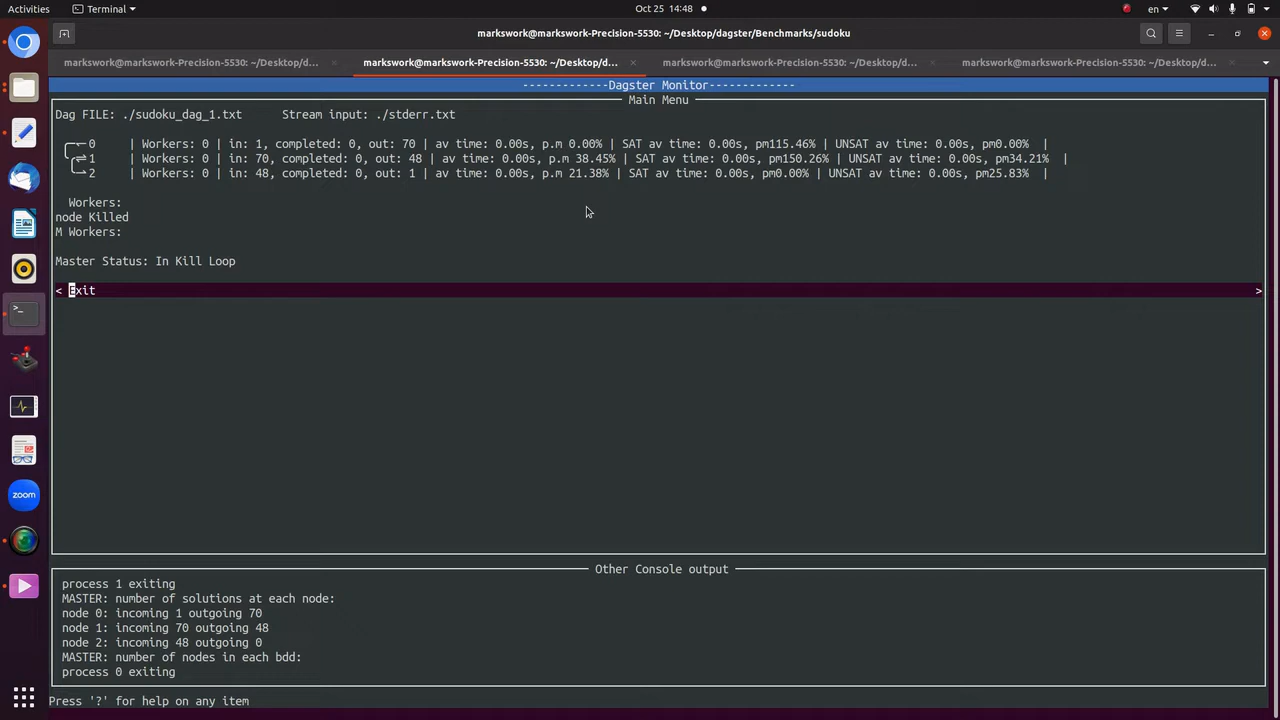 Activities
Terminal
Oct 25 14:48
en
markswork@markswork-Precision-5530: ~/Desktop/dagster/Benchmarks/sudoku
markswork@markswork-Precision-5530: ~/Desktop/d...
markswork@markswork-Precision-5530: ~/Desktop/d...
markswork@markswork-Precision-5530: ~/Desktop/d...
markswork@markswork-Precision-5530: ~/Desktop/d...
-------------Dagster Monitor-------------
Main Menu
Dag FILE: ./sudoku_dag_1.txt Stream input: ./stderr.txt
0 | Workers: 0 | in: 1, completed: 0, out: 70 | av time: 0.00s, p.m 0.00% | SAT av time: 0.00s, pm115.46% | UNSAT av time: 0.00s, pm0.00% |
1 | Workers: 0 | in: 70, completed: 0, out: 48 | av time: 0.00s, p.m 38.45% | SAT av time: 0.00s, pm150.26% | UNSAT av time: 0.00s, pm34.21% |
2 | Workers: 0 | in: 48, completed: 0, out: 1 | av time: 0.00s, p.m 21.38% | SAT av time: 0.00s, pm0.00% | UNSAT av time: 0.00s, pm25.83% |
Workers:
node Killed
M Workers:
Master Status: In Kill Loop
< Exit >
Other Console output
process 1 exiting
MASTER: number of solutions at each node:
node 0: incoming 1 outgoing 70
node 1: incoming 70 outgoing 48
node 2: incoming 48 outgoing 0
MASTER: number of nodes in each bdd:
process 0 exiting
zoom
Press '?' for help on any item